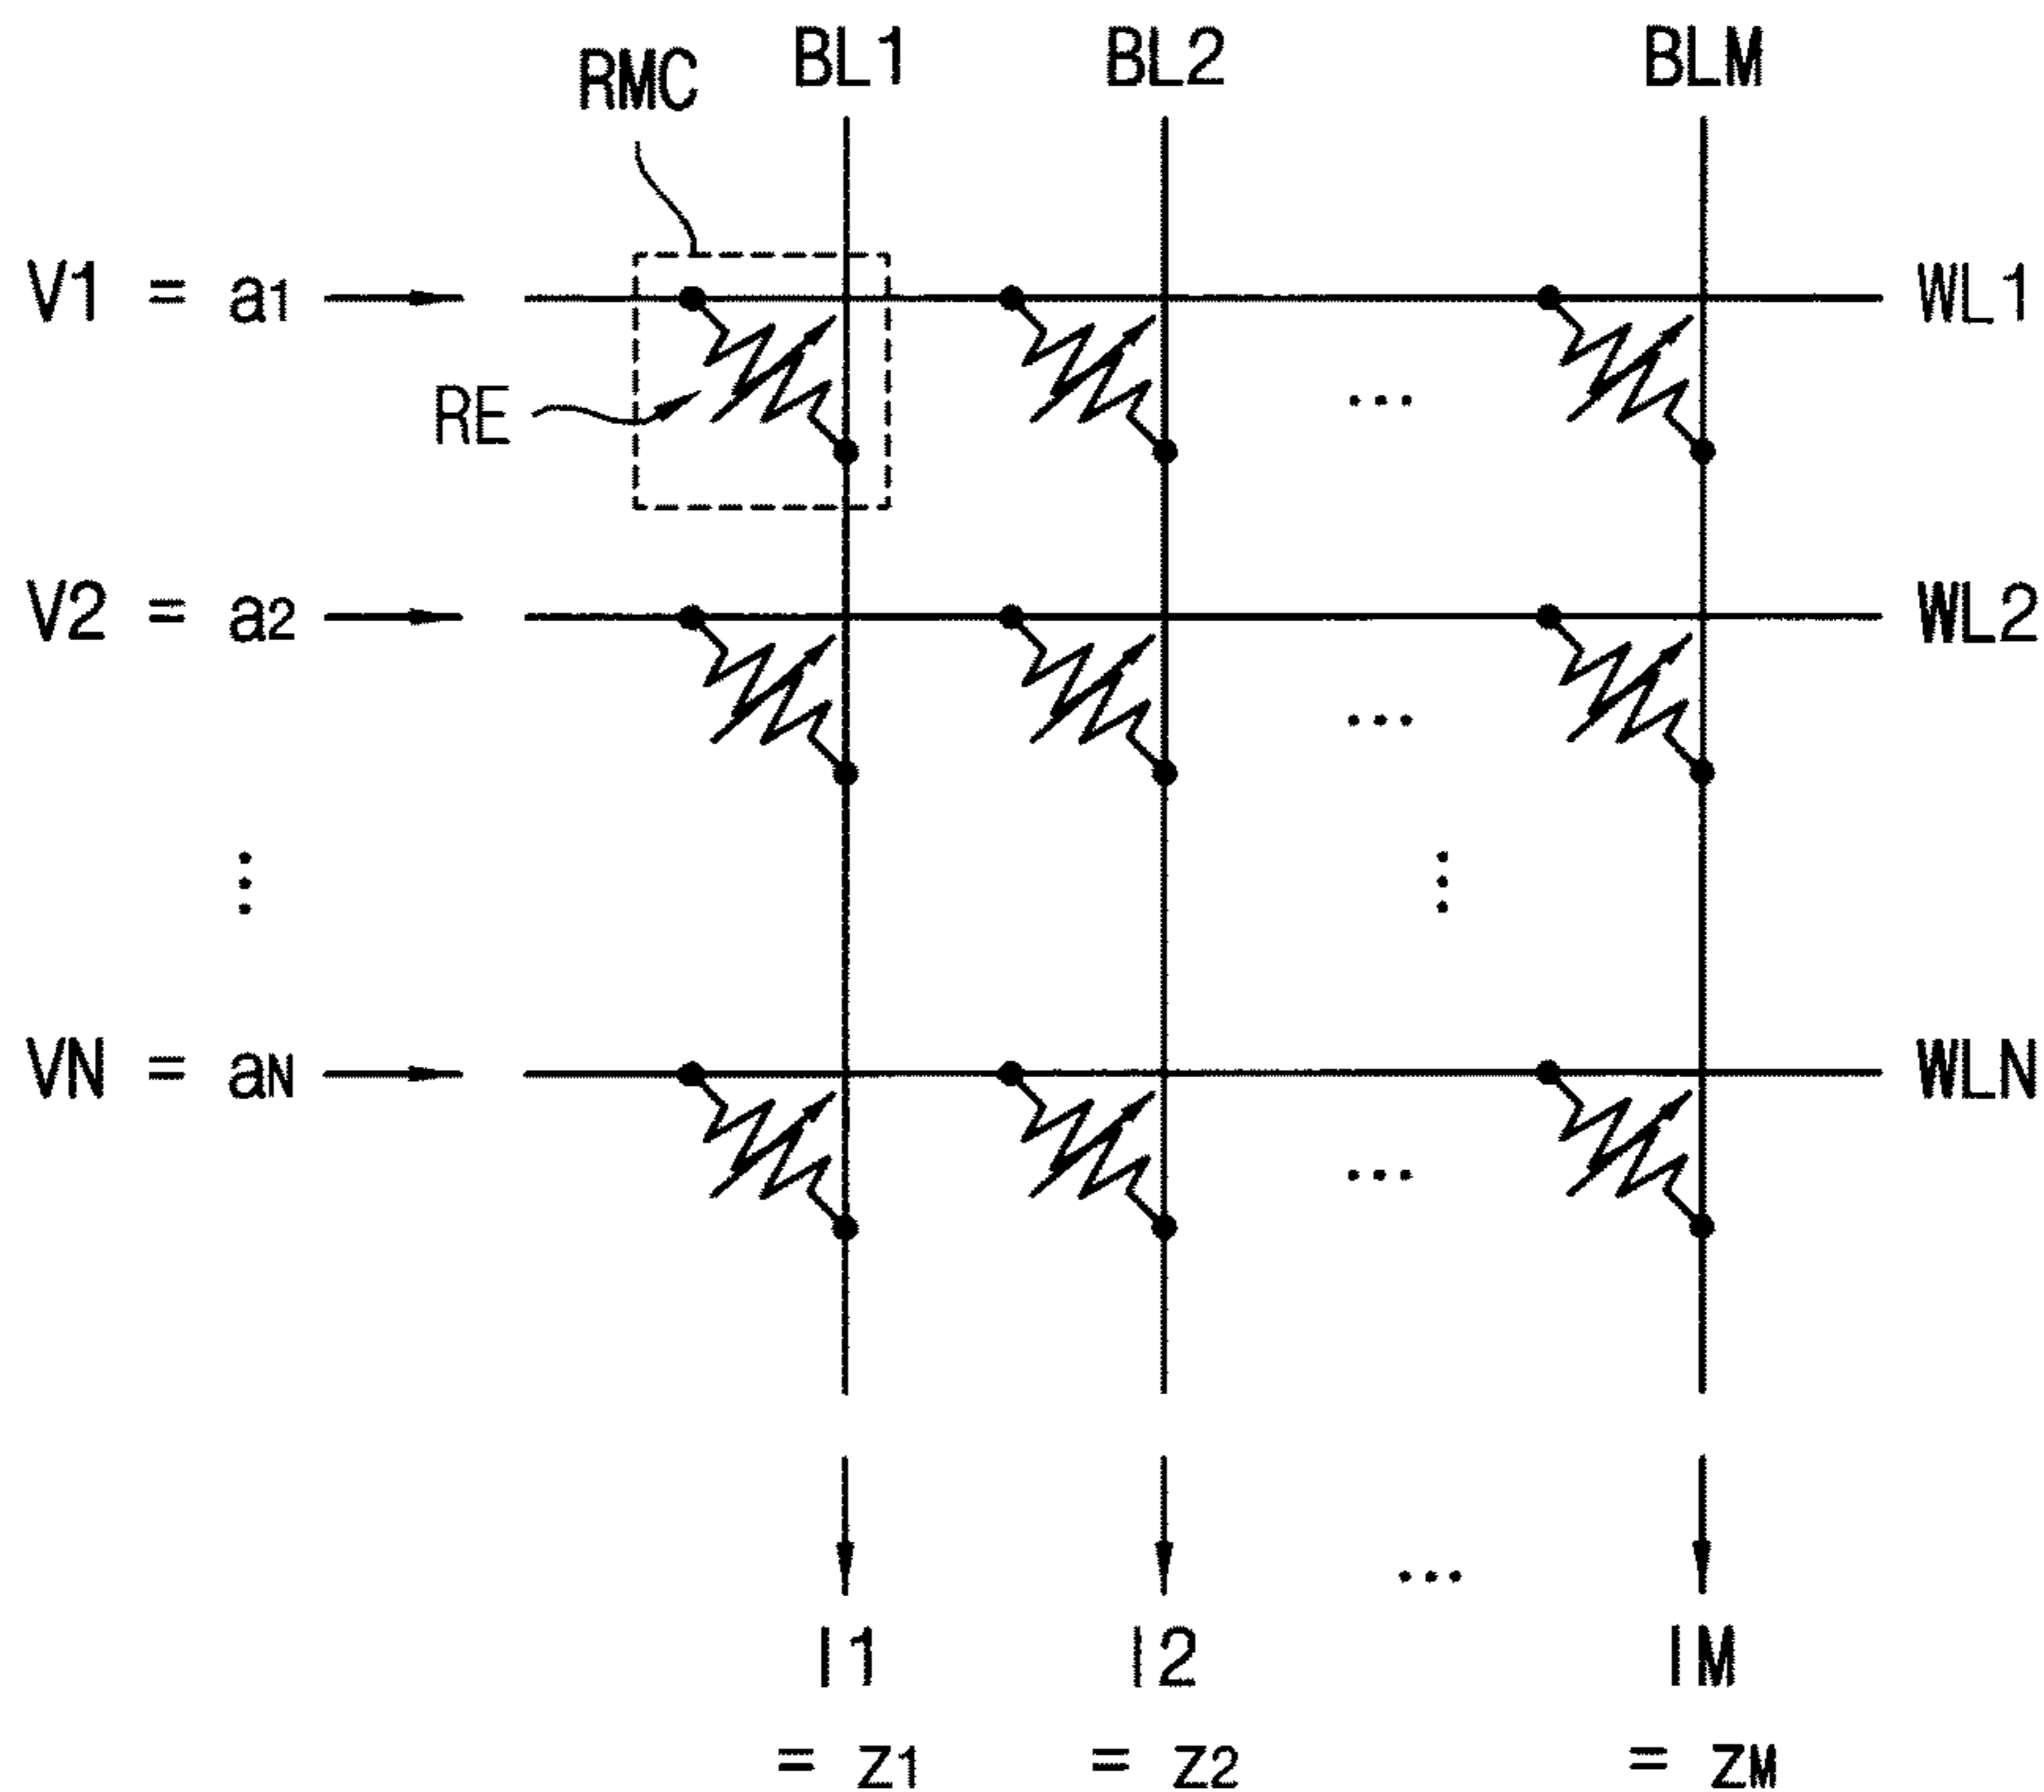 RMC BL1 BL2 BLM
V1 = a1 WL1
RE ...
V2 = a2 WL2
...
⋮ ⋮
VN = aN WLN
...
...
I1 I2 IM
= z1 = z2 = zM